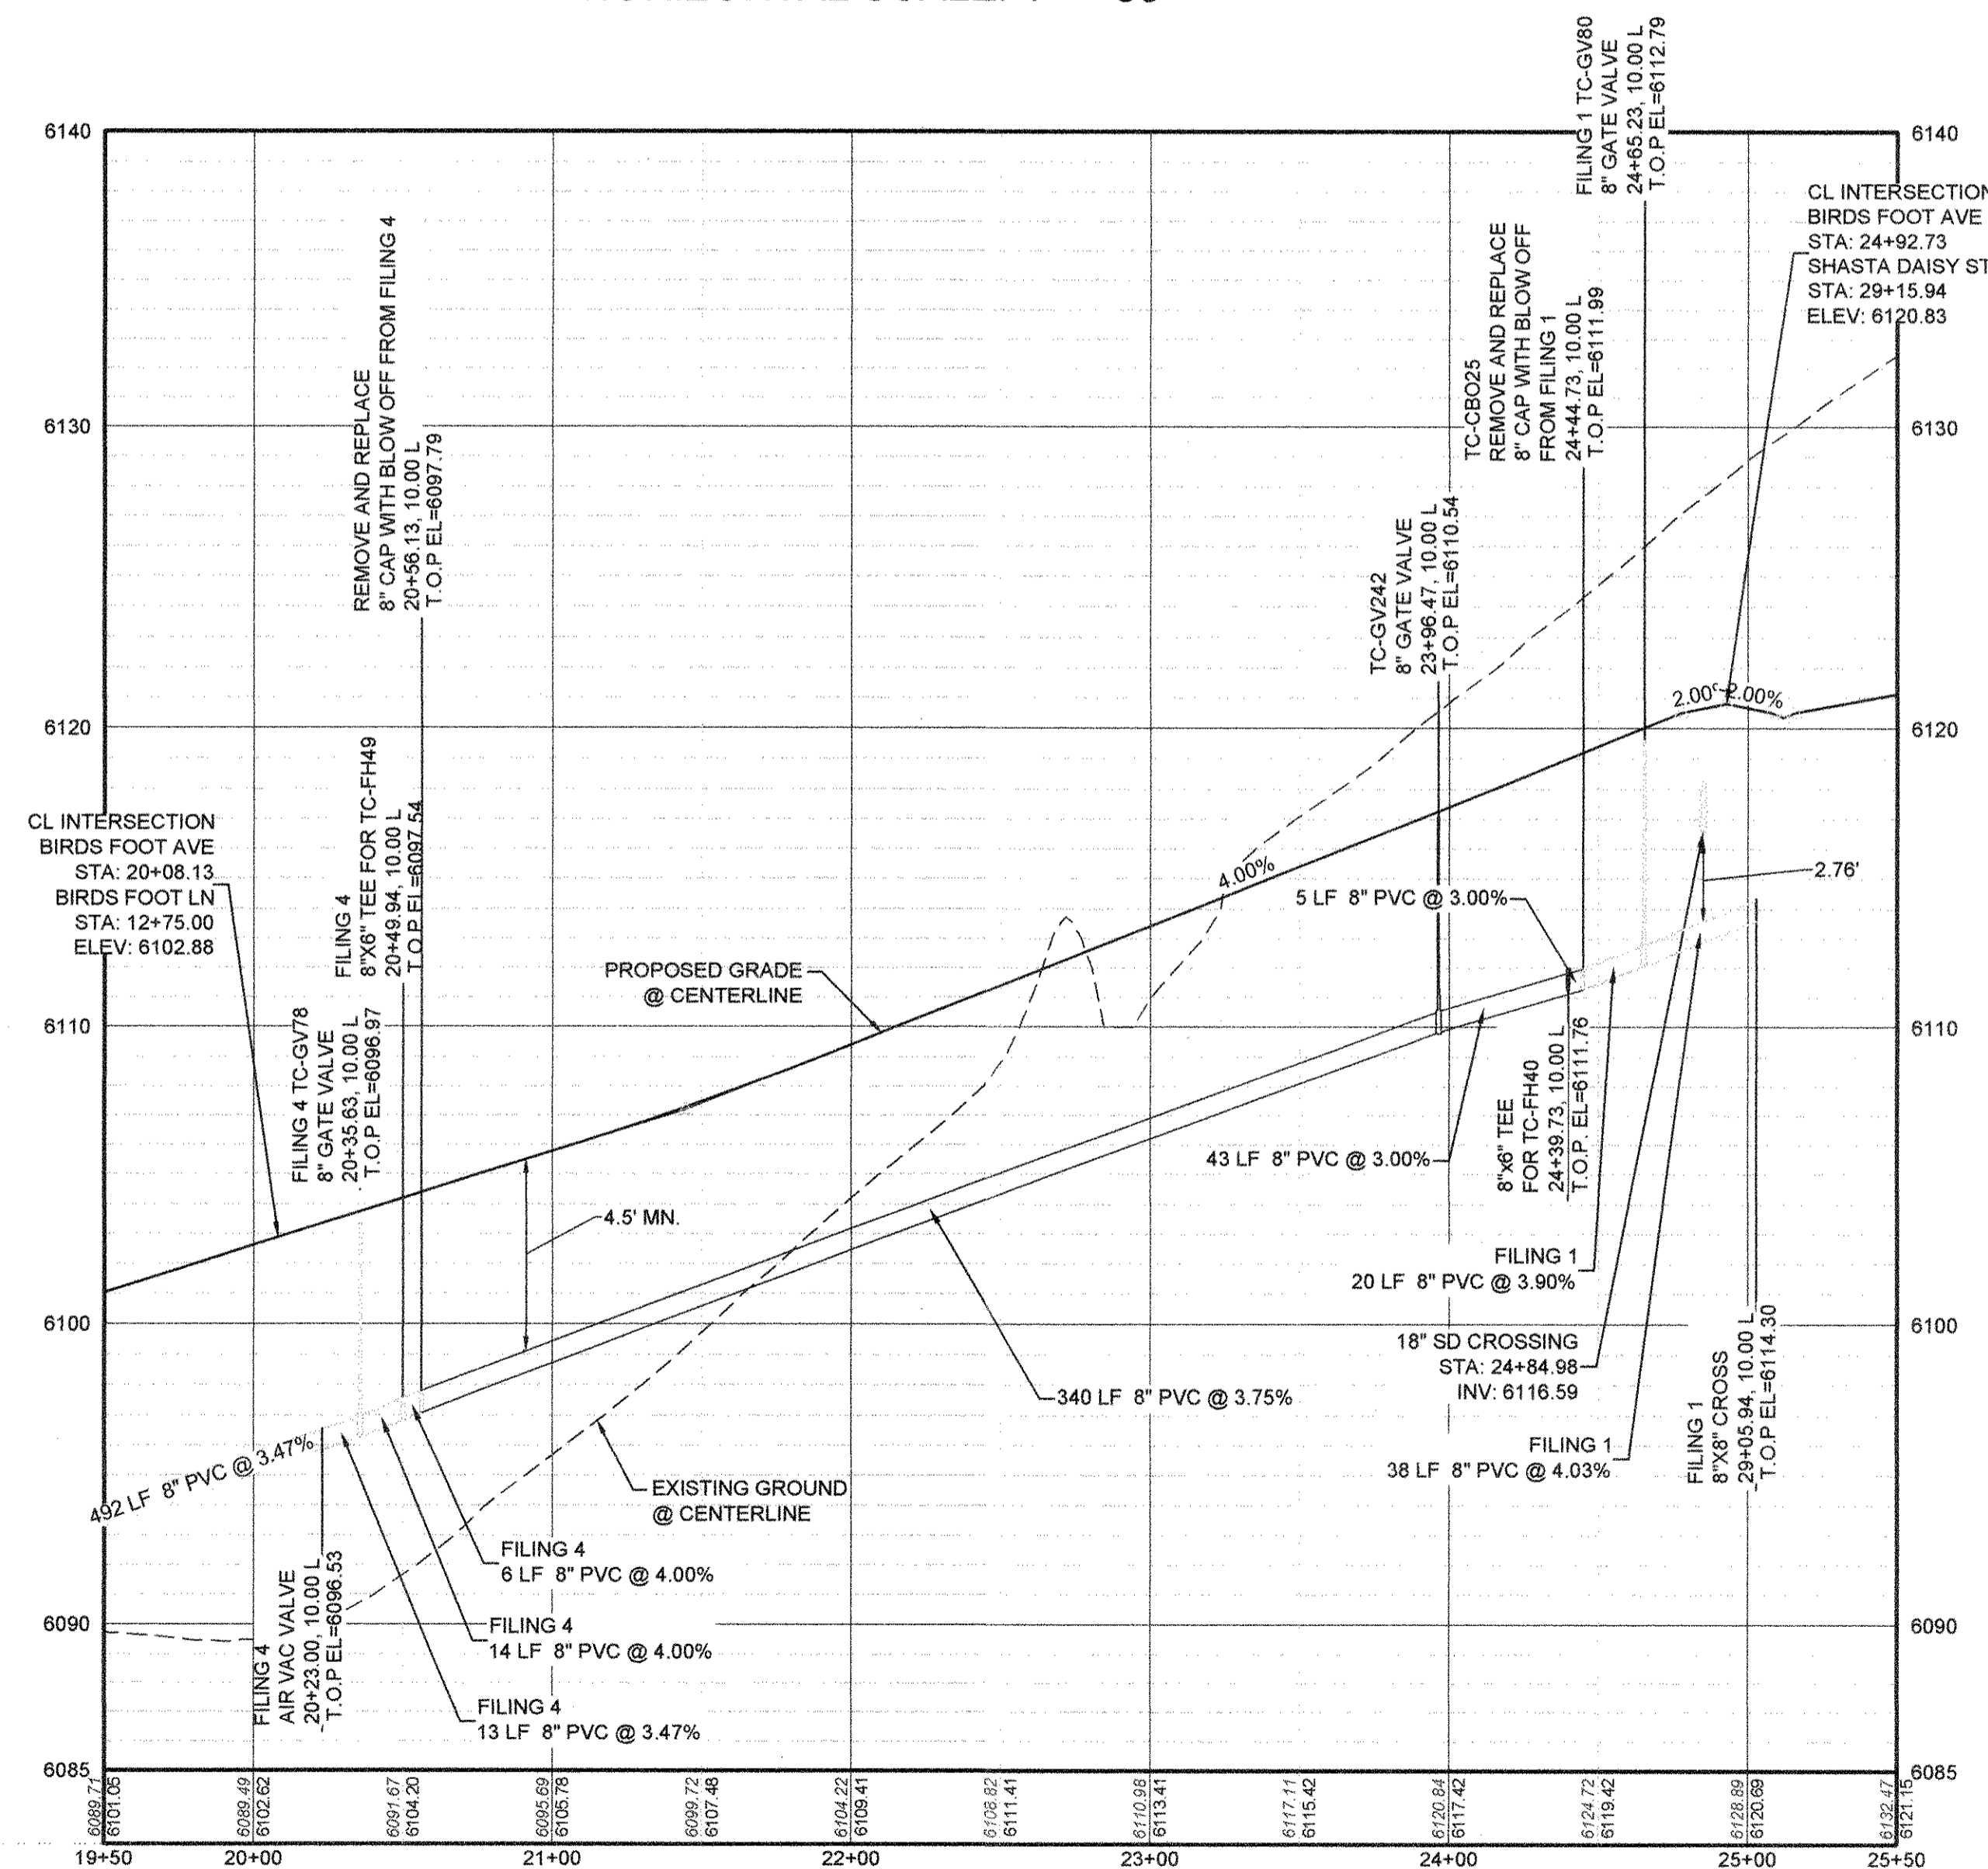 FILING 1 TC-GV80
8" GATE VALVE
24+65.23, 10.00 L
T.O.P EL=6112.79
6140
6140
CL INTERSECTION
BIRDS FOOT AVE
STA: 24+92.73
SHASTA DAISY ST
STA: 29+15.94
ELEV: 6120.83
REMOVE AND REPLACE
8" CAP WITH BLOW OFF FROM FILING 4
20+56.13, 10.00 L
T.O.P EL=6097.79
TC-CBO25
REMOVE AND REPLACE
8" CAP WITH BLOW OFF
FROM FILING 1
24+44.73, 10.00 L
T.O.P EL=6111.99
6130
6130
TC-GV242
8" GATE VALVE
23+96.47, 10.00 L
T.O.P EL=6110.54
2.00%
-2.00%
6120
6120
CL INTERSECTION
BIRDS FOOT AVE
STA: 20+08.13
BIRDS FOOT LN
STA: 12+75.00
ELEV: 6102.88
FILING 4
8"X6" TEE FOR TC-FH49
20+49.94, 10.00 L
T.O.P EL=6097.54
4.00%
5 LF 8" PVC @ 3.00%
2.76'
PROPOSED GRADE
@ CENTERLINE
FILING 4 TC-GV78
8" GATE VALVE
20+35.63, 10.00 L
T.O.P EL=6096.97
6110
6110
43 LF 8" PVC @ 3.00%
8"x6" TEE
FOR TC-FH40
24+39.73, 10.00 L
T.O.P. EL=6111.76
4.5' MN.
FILING 1
20 LF 8" PVC @ 3.90%
6100
6100
18" SD CROSSING
STA: 24+84.98
INV: 6116.59
340 LF 8" PVC @ 3.75%
FILING 1
8"X8" CROSS
29+05.94, 10.00 L
T.O.P EL=6114.30
FILING 1
38 LF 8" PVC @ 4.03%
492 LF 8" PVC @ 3.47%
EXISTING GROUND
@ CENTERLINE
FILING 4
6 LF 8" PVC @ 4.00%
FILING 4
AIR VAC VALVE
20+23.00, 10.00 L
T.O.P EL=6096.53
6090
6090
FILING 4
14 LF 8" PVC @ 4.00%
FILING 4
13 LF 8" PVC @ 3.47%
6085
6085
6089.71
6101.05
6089.49
6102.62
6091.67
6104.20
6095.69
6105.78
6099.72
6107.48
6104.22
6109.41
6108.82
6111.41
6110.98
6113.41
6117.11
6115.42
6120.84
6117.42
6124.72
6119.42
6128.89
6120.69
6132.47
6121.15
19+50
20+00
21+00
22+00
23+00
24+00
25+00
25+50